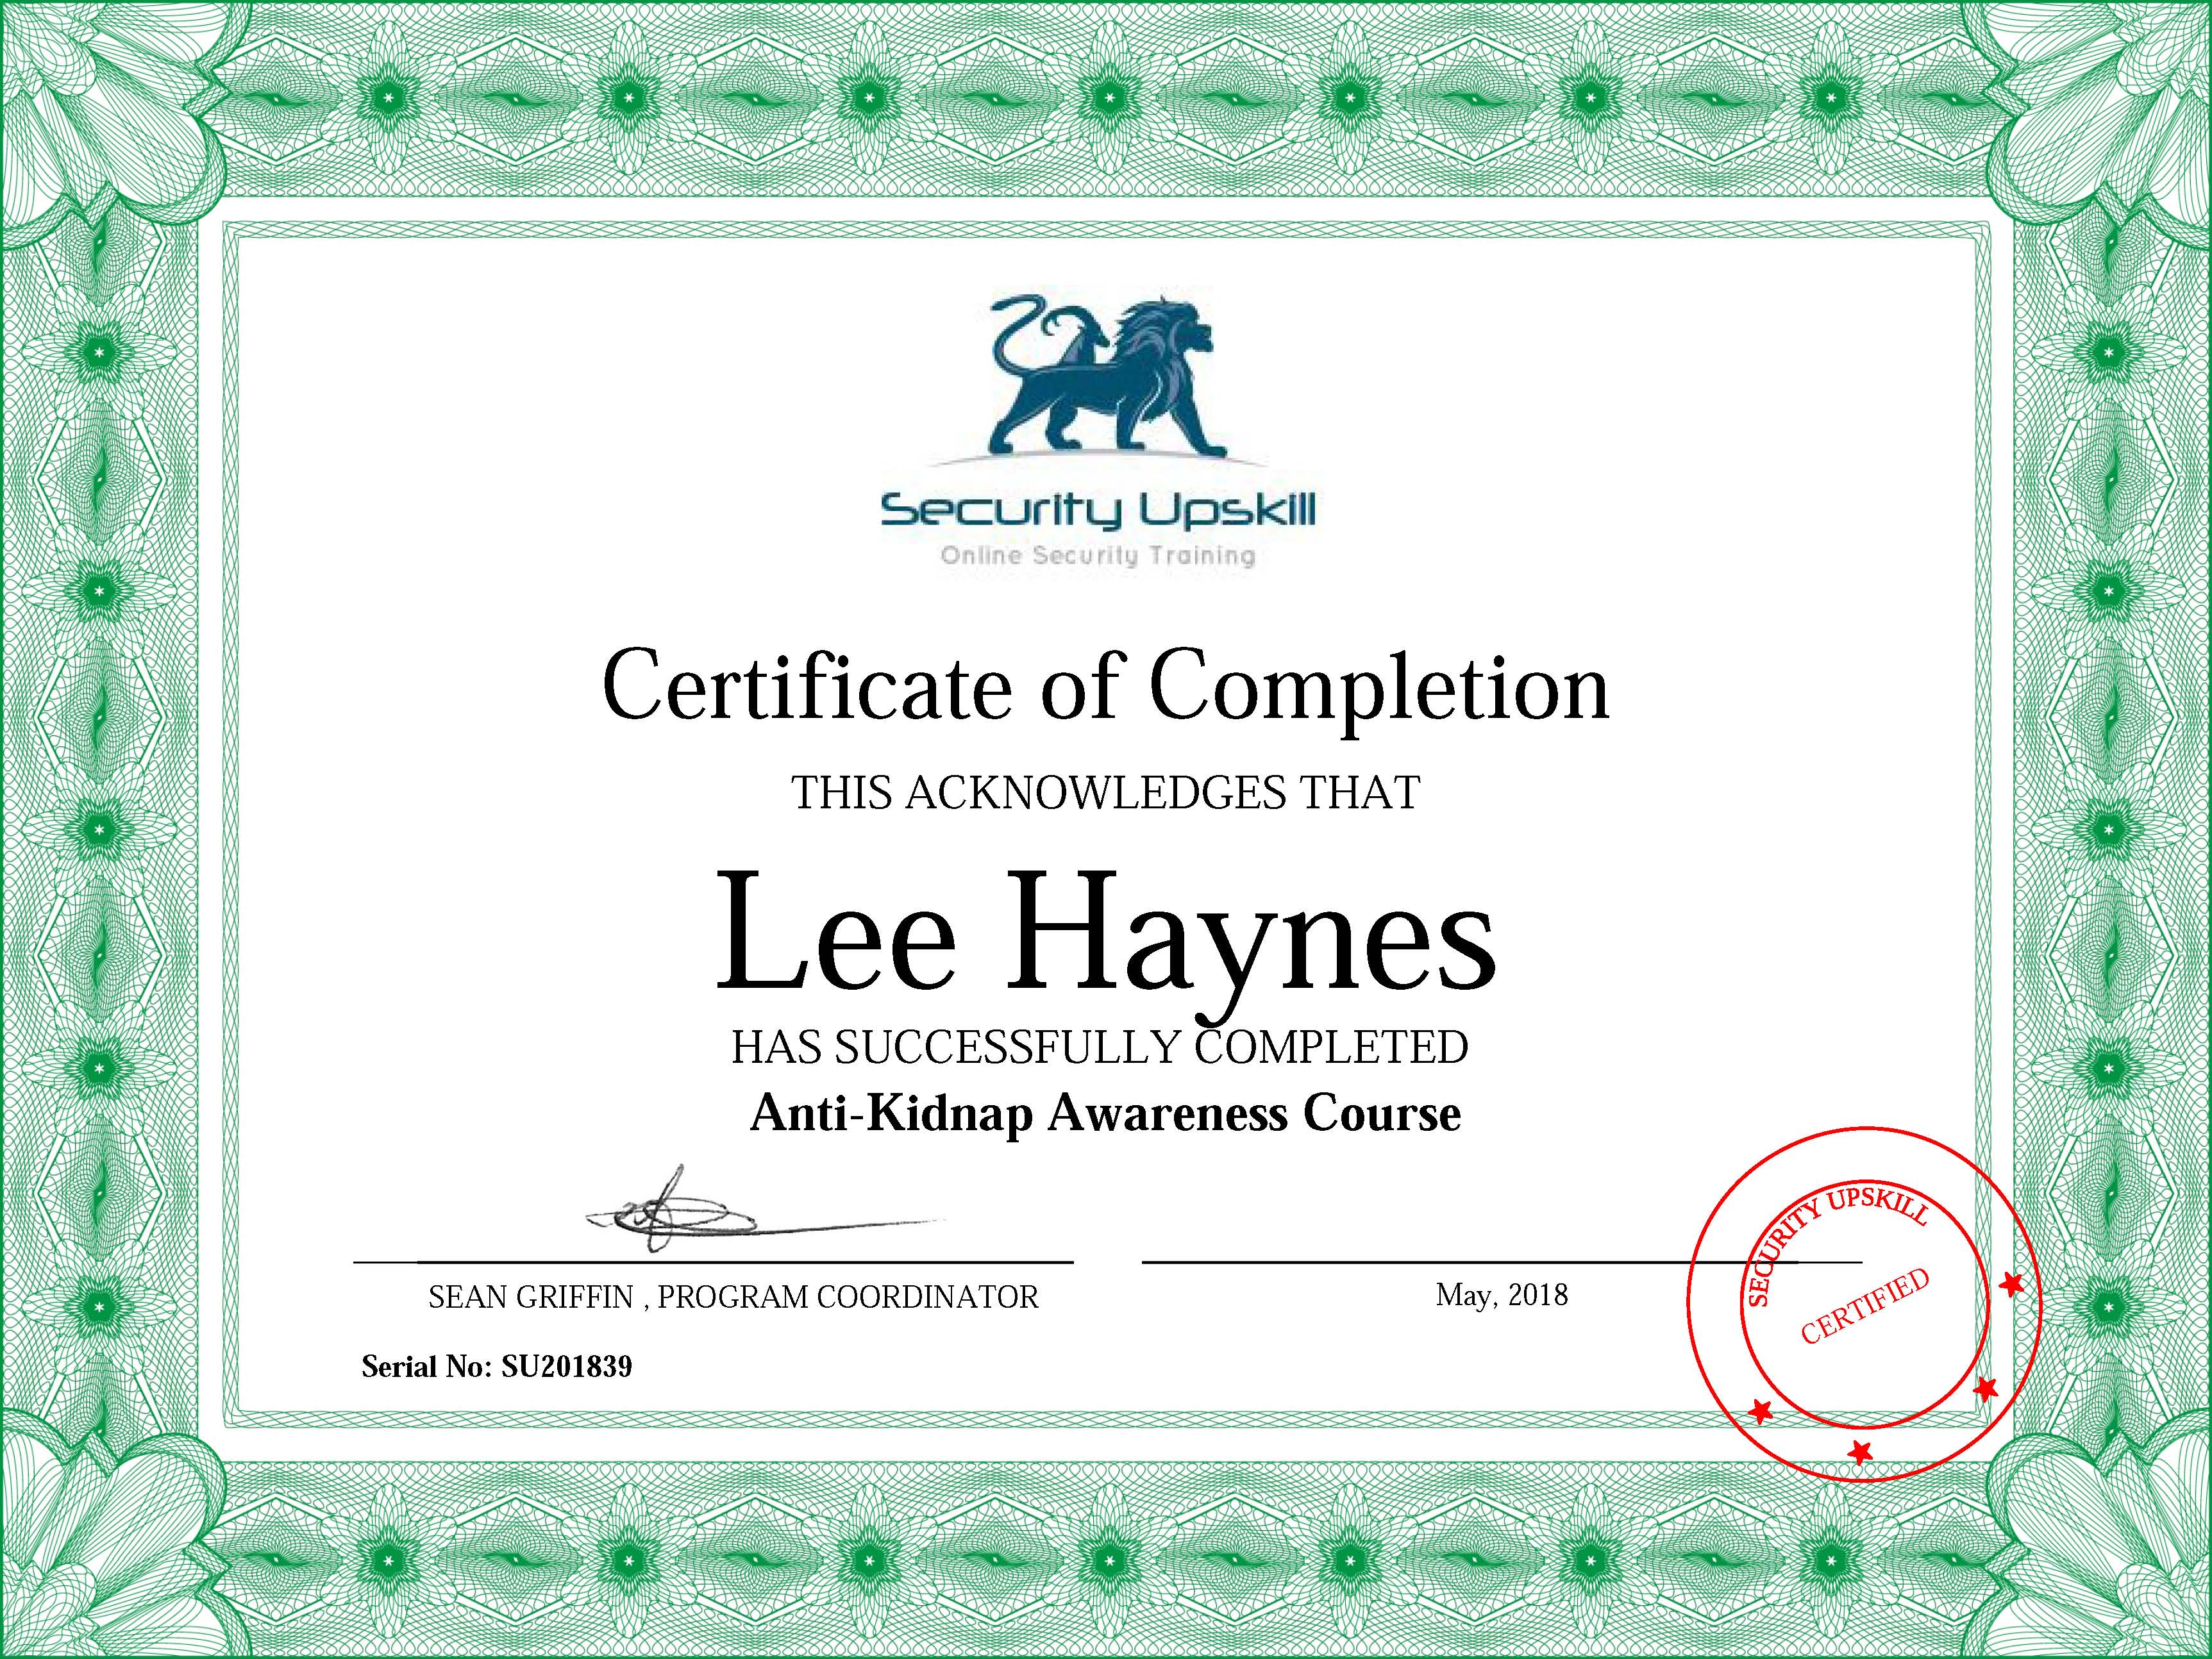 Security Upskill
Online Security Training
Certificate of Completion
THIS ACKNOWLEDGES THAT
Lee Haynes
HAS SUCCESSFULLY COMPLETED
Anti-Kidnap Awareness Course
SEAN GRIFFIN , PROGRAM COORDINATOR
May, 2018
Serial No: SU201839
SECURITY UPSKILL
CERTIFIED